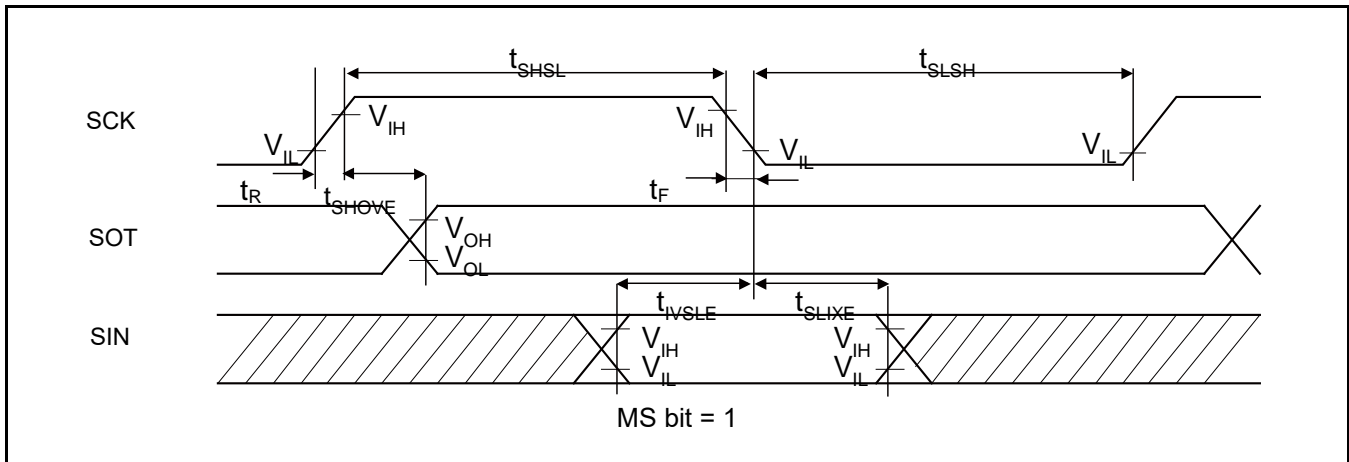 tSHSL tSLSH
SCK VIH VIH
VIL VIL VIL
tR tSHOVE tF
SOT VOH
VOL
tIVSLE tSLIXE
SIN VIH VIH
VIL VIL
MS bit = 1